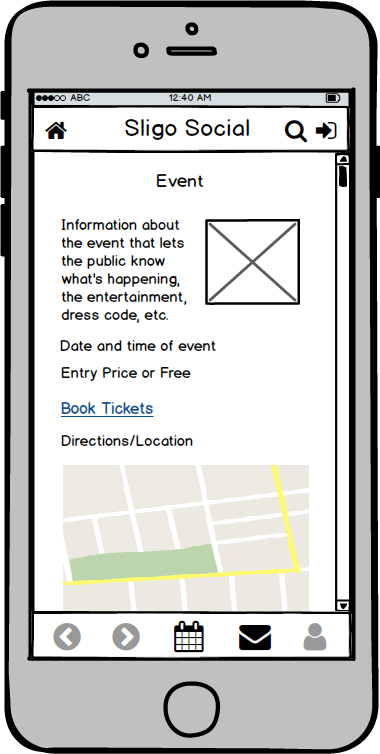 ABC 12:40 AM
Sligo Social
Event
Information about
the event that lets
the public know
what's happening,
the entertainment,
dress code, etc.
Date and time of event
Entry Price or Free
Book Tickets
Directions/Location